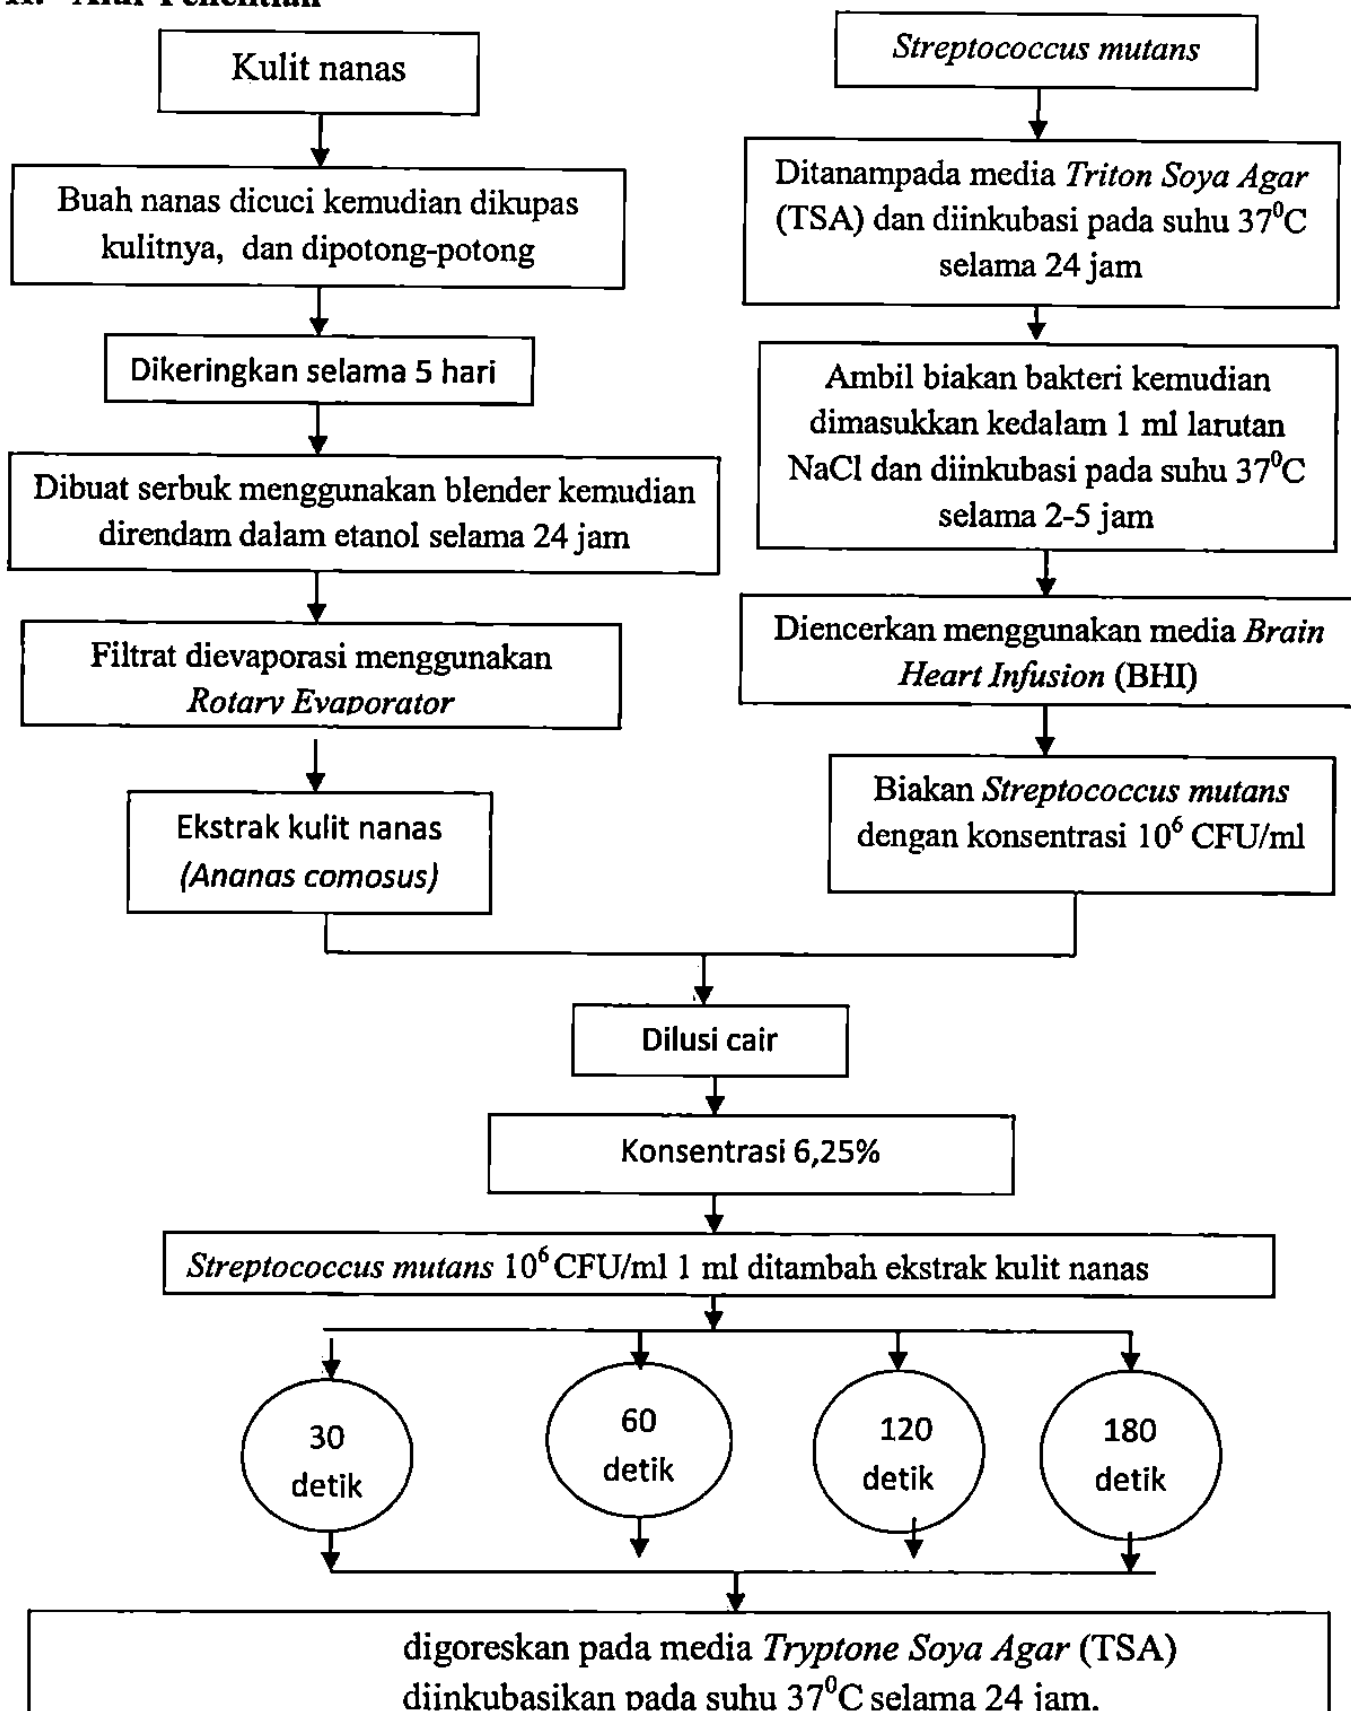 Alur Penelitian
Kulit nanas
Buah nanas dicuci kemudian dikupas
kulitnya, dan dipotong-potong
Dikeringkan selama 5 hari
Dibuat serbuk menggunakan blender kemudian
direndam dalam etanol selama 24 jam
Filtrat dievaporasi menggunakan
Rotary Evaporator
Ekstrak kulit nanas
(Ananas comosus)
Streptococcus mutans
Ditanampada media Triton Soya Agar
(TSA) dan diinkubasi pada suhu 37⁰C
selama 24 jam
Ambil biakan bakteri kemudian
dimasukkan kedalam 1 ml larutan
NaCl dan diinkubasi pada suhu 37⁰C
selama 2-5 jam
Diencerkan menggunakan media Brain
Heart Infusion (BHI)
Biakan Streptococcus mutans
dengan konsentrasi 10⁶ CFU/ml
Dilusi cair
Konsentrasi 6,25%
Streptococcus mutans 10⁶ CFU/ml 1 ml ditambah ekstrak kulit nanas
30
detik
60
detik
120
detik
180
detik
digoreskan pada media Tryptone Soya Agar (TSA)
diinkubasikan pada suhu 37⁰C selama 24 jam.